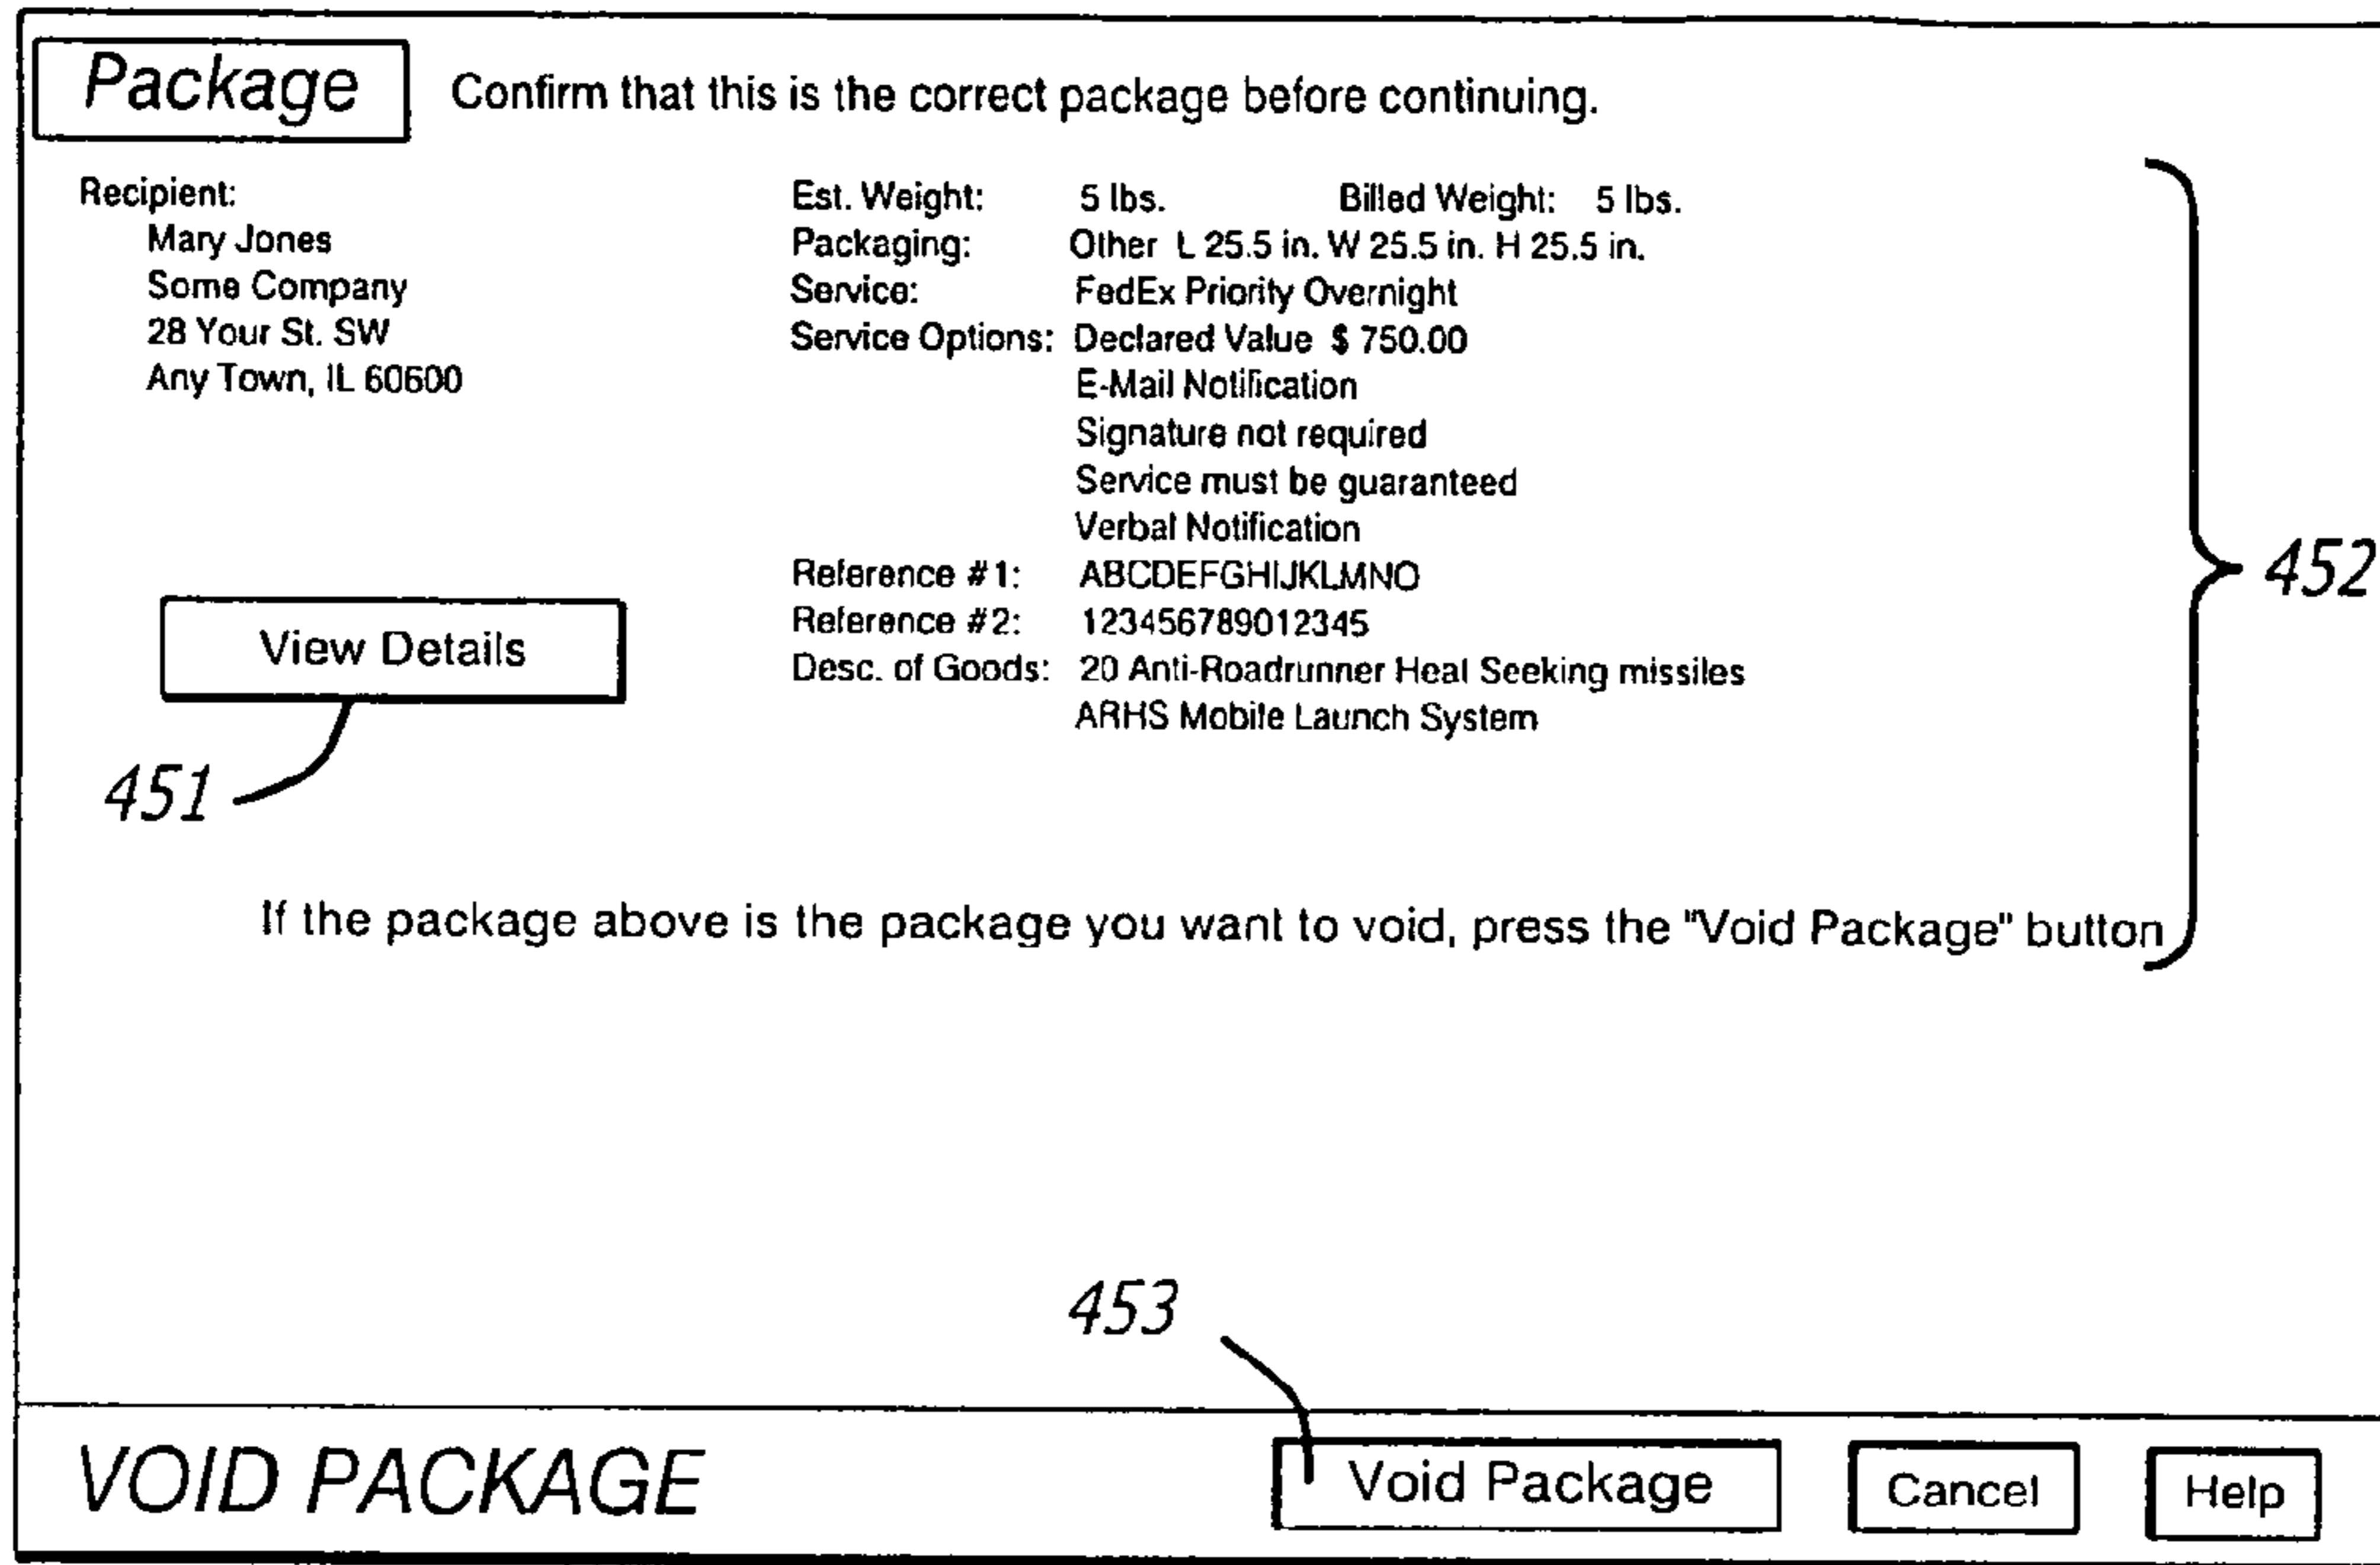 Package
Confirm that this is the correct package before continuing.
Recipient:
Mary Jones
Some Company
28 Your St. SW
Any Town, IL 60600
View Details
451
Est. Weight: 5 lbs. Billed Weight: 5 lbs.
Packaging: Other L 25.5 in. W 25.5 in. H 25.5 in.
Service: FedEx Priority Overnight
Service Options: Declared Value $ 750.00
E-Mail Notification
Signature not required
Service must be guaranteed
Verbal Notification
Reference #1: ABCDEFGHIJKLMNO
Reference #2: 123456789012345
Desc. of Goods: 20 Anti-Roadrunner Heat Seeking missiles
ARHS Mobile Launch System
452
If the package above is the package you want to void, press the "Void Package" button
453
VOID PACKAGE
Void Package
Cancel
Help